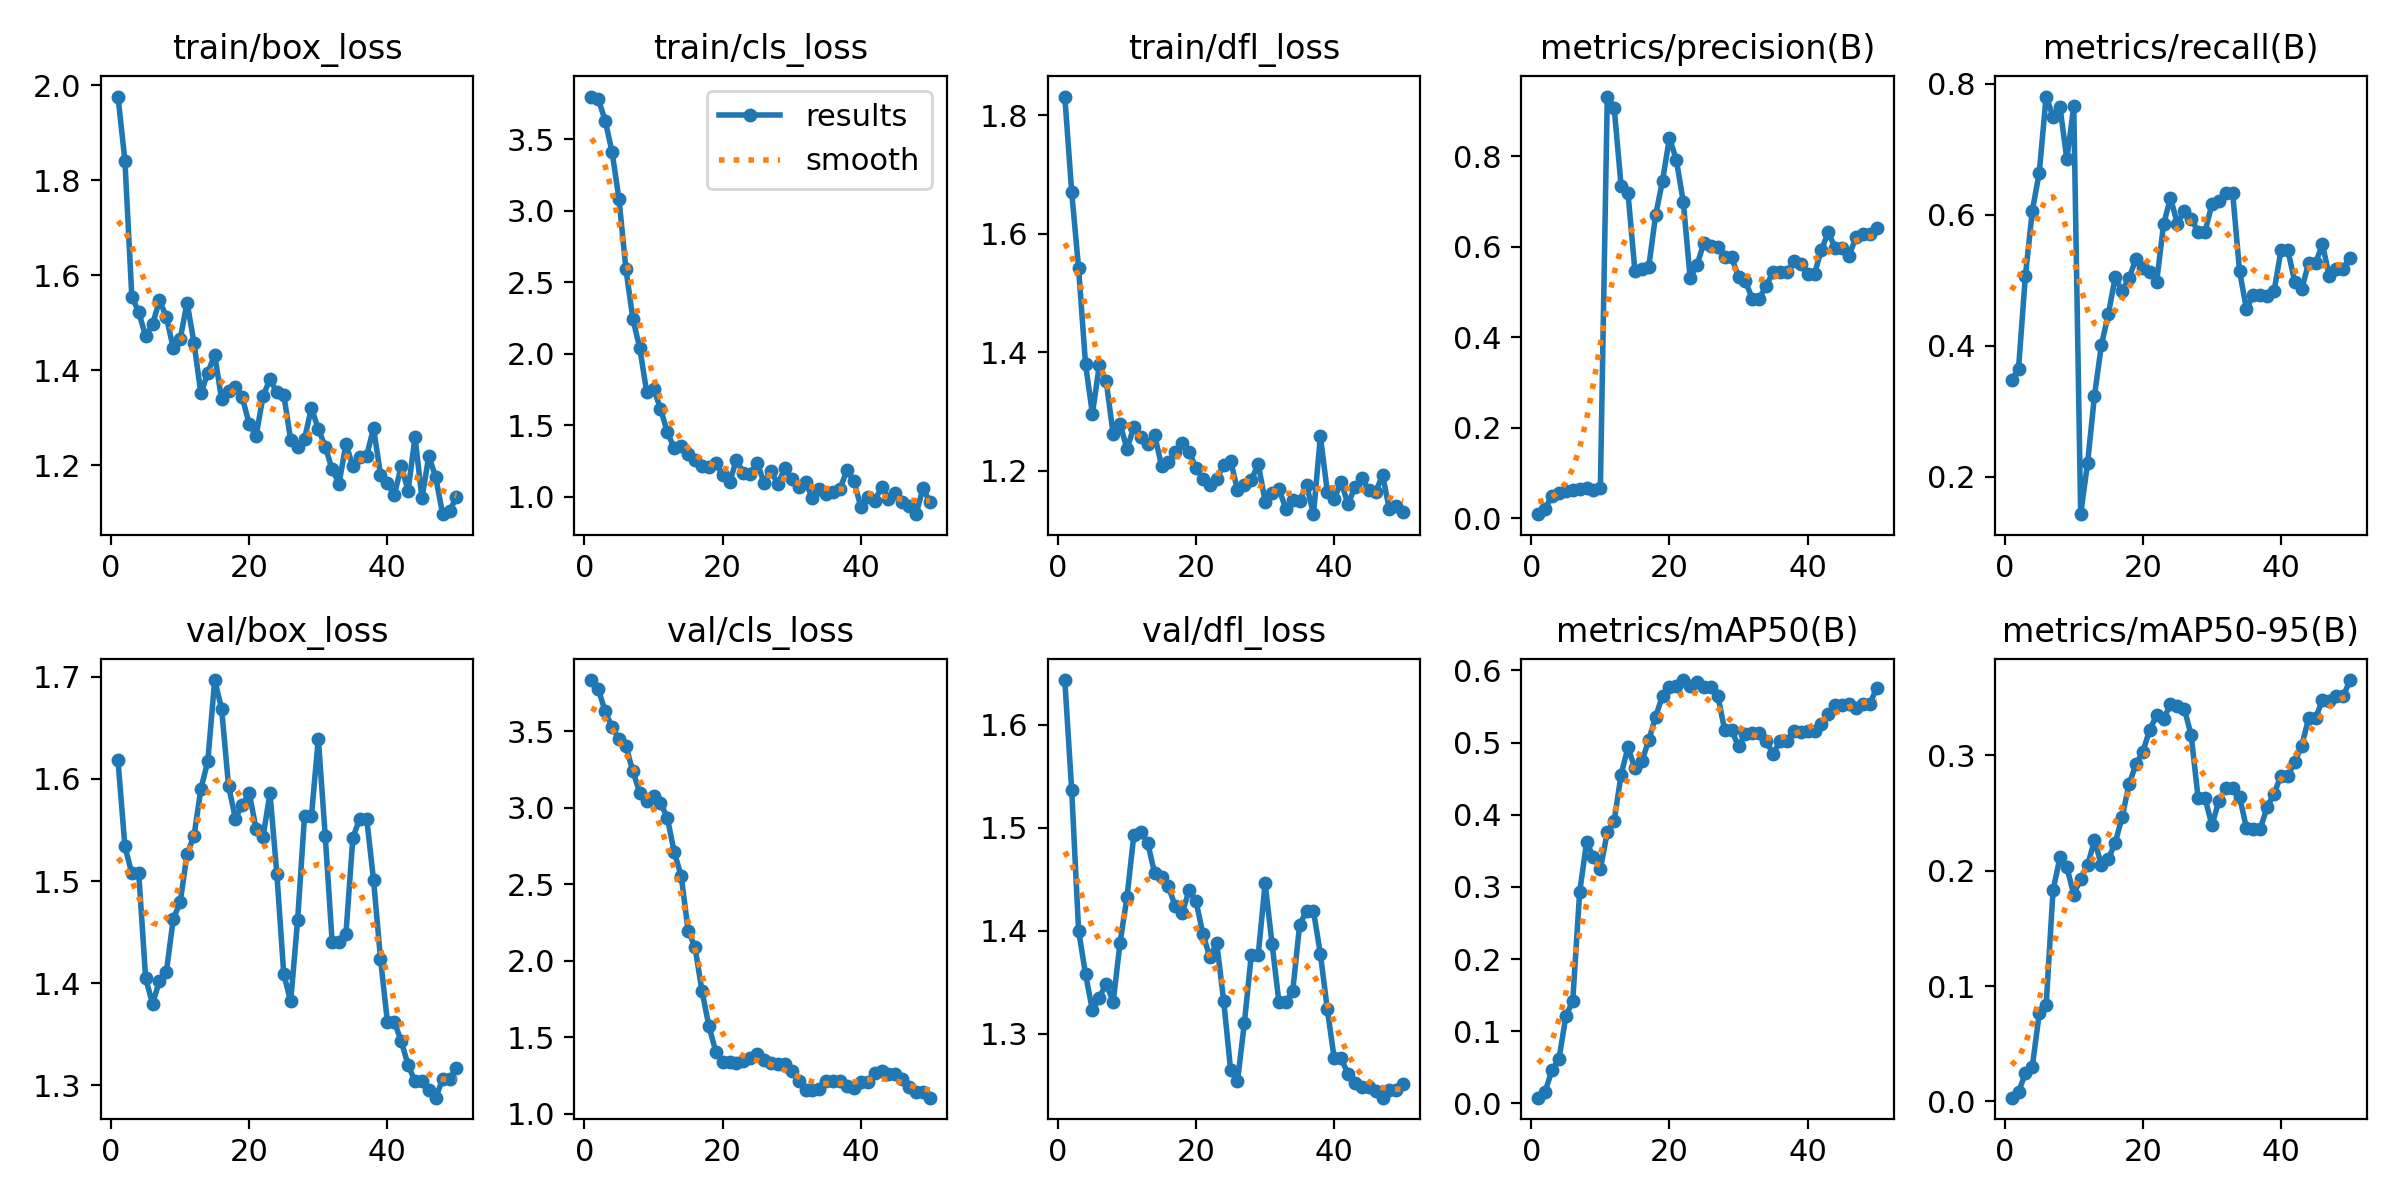 train/box_loss
2.0
1.8
1.6
1.4
1.2
0 20 40
train/cls_loss
results
smooth
3.5
3.0
2.5
2.0
1.5
1.0
0 20 40
train/dfl_loss
1.8
1.6
1.4
1.2
0 20 40
metrics/precision(B)
0.8
0.6
0.4
0.2
0.0
0 20 40
metrics/recall(B)
0.8
0.6
0.4
0.2
0 20 40
val/box_loss
1.7
1.6
1.5
1.4
1.3
0 20 40
val/cls_loss
3.5
3.0
2.5
2.0
1.5
1.0
0 20 40
val/dfl_loss
1.6
1.5
1.4
1.3
0 20 40
metrics/mAP50(B)
0.6
0.5
0.4
0.3
0.2
0.1
0.0
0 20 40
metrics/mAP50-95(B)
0.3
0.2
0.1
0.0
0 20 40